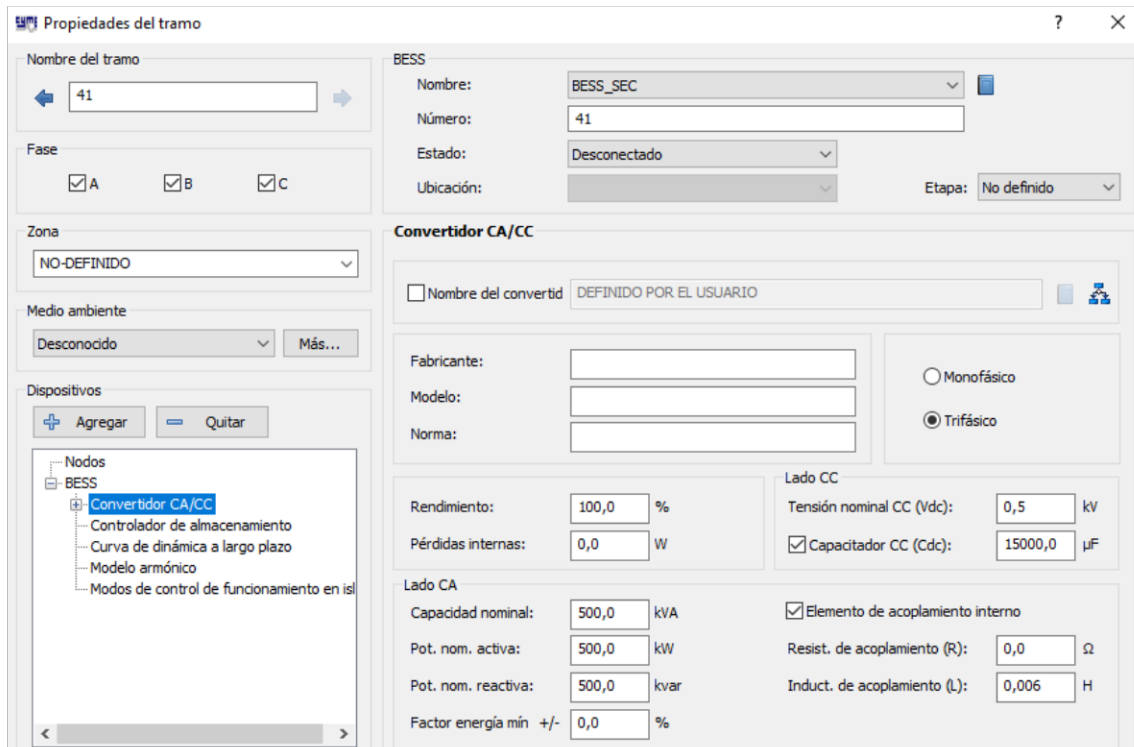 CYME Propiedades del tramo ? ×
Nombre del tramo
41
Fase
A B C
Zona
NO-DEFINIDO
Medio ambiente
Desconocido Más...
Dispositivos
Agregar Quitar
Nodos
BESS
Convertidor CA/CC
Controlador de almacenamiento
Curva de dinámica a largo plazo
Modelo armónico
Modos de control de funcionamiento en isl
BESS
Nombre: BESS_SEC
Número: 41
Estado: Desconectado
Ubicación: Etapa: No definido
Convertidor CA/CC
Nombre del convertid DEFINIDO POR EL USUARIO
Fabricante:
Modelo:
Norma:
Monofásico
Trifásico
Rendimiento: 100,0 %
Pérdidas internas: 0,0 W
Lado CC
Tensión nominal CC (Vdc): 0,5 kV
Capacitador CC (Cdc): 15000,0 µF
Lado CA
Capacidad nominal: 500,0 kVA
Pot. nom. activa: 500,0 kW
Pot. nom. reactiva: 500,0 kvar
Factor energía mín +/- 0,0 %
Elemento de acoplamiento interno
Resist. de acoplamiento (R): 0,0 Ω
Induct. de acoplamiento (L): 0,006 H